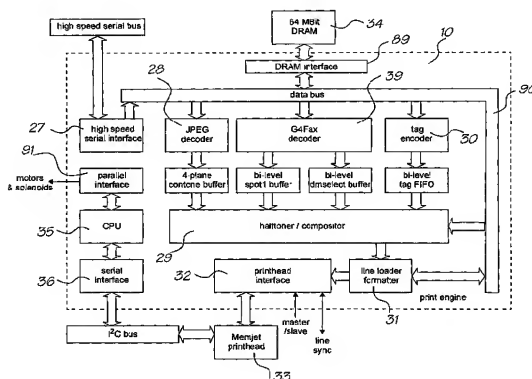 high speed serial bus
64 MBit
DRAM
34
10
89
DRAM interface
28
39
90
data bus
27
high speed
serial interface
JPEG
decoder
G4Fax
decoder
tag
encoder
30
91
motors
& solenoids
parallel
interface
4-plane
contone buffer
bi-level
spot1 buffer
bi-level
dmselect buffer
bi-level
tag FIFO
35
CPU
halftoner / compositor
29
36
serial
interface
32
printhead
interface
line loader
formatter
31
print engine
master
/slave
line
sync
I²C bus
Memjet
printhead
33